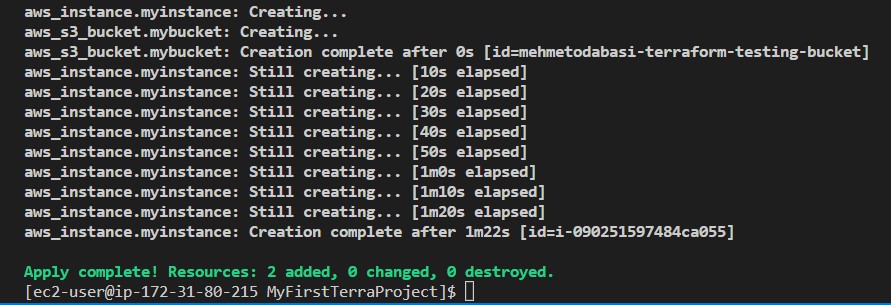 aws_instance.myinstance: Creating...
aws_s3_bucket.mybucket: Creating...
aws_s3_bucket.mybucket: Creation complete after 0s [id=mehmetodabasi-terraform-testing-bucket]
aws_instance.myinstance: Still creating... [10s elapsed]
aws_instance.myinstance: Still creating... [20s elapsed]
aws_instance.myinstance: Still creating... [30s elapsed]
aws_instance.myinstance: Still creating... [40s elapsed]
aws_instance.myinstance: Still creating... [50s elapsed]
aws_instance.myinstance: Still creating... [1m0s elapsed]
aws_instance.myinstance: Still creating... [1m10s elapsed]
aws_instance.myinstance: Still creating... [1m20s elapsed]
aws_instance.myinstance: Creation complete after 1m22s [id=i-090251597484ca055]
Apply complete! Resources: 2 added, 0 changed, 0 destroyed.
[ec2-user@ip-172-31-80-215 MyFirstTerraProject]$